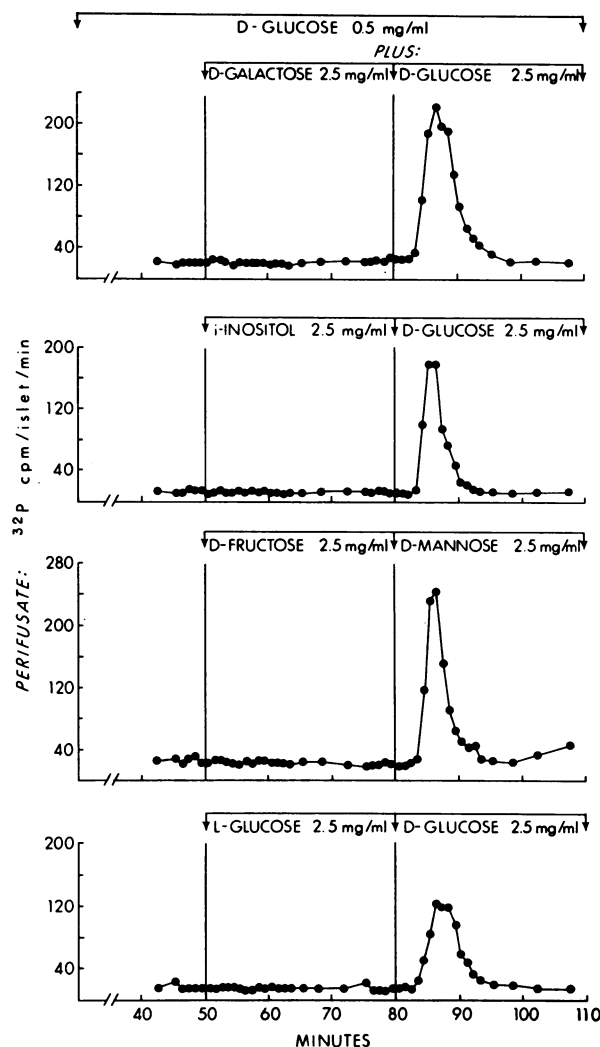 D-GLUCOSE 0.5 mg/ml
PLUS:
D-GALACTOSE 2.5 mg/ml D-GLUCOSE 2.5 mg/ml
200
120
40
i-INOSITOL 2.5 mg/ml D-GLUCOSE 2.5 mg/ml
200
120
40
D-FRUCTOSE 2.5 mg/ml D-MANNOSE 2.5 mg/ml
280
200
120
40
L-GLUCOSE 2.5 mg/ml D-GLUCOSE 2.5 mg/ml
200
120
40
PERIFUSATE: 32P cpm/islet/min
40 50 60 70 80 90 100 110
MINUTES